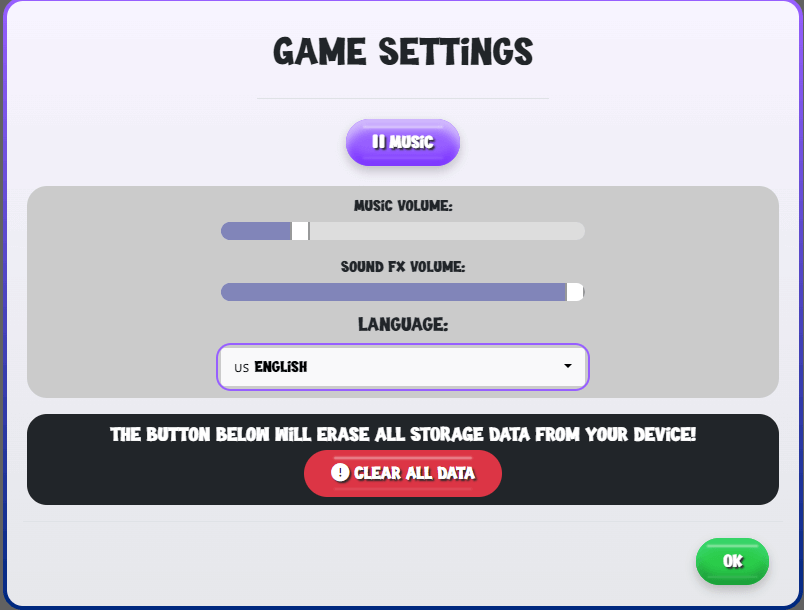 GAME SETTINGS
MUSIC
MUSIC VOLUME:
SOUND FX VOLUME:
LANGUAGE:
US ENGLISH
THE BUTTON BELOW WILL ERASE ALL STORAGE DATA FROM YOUR DEVICE!
CLEAR ALL DATA
OK